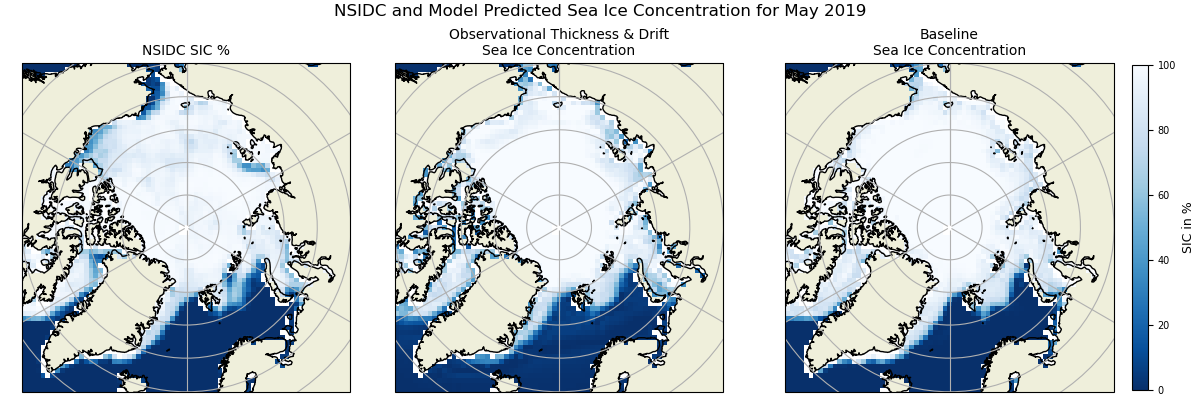 NSIDC and Model Predicted Sea Ice Concentration for May 2019
NSIDC SIC %
Observational Thickness & Drift
Sea Ice Concentration
Baseline
Sea Ice Concentration
100
80
60
40
20
0
SIC in %